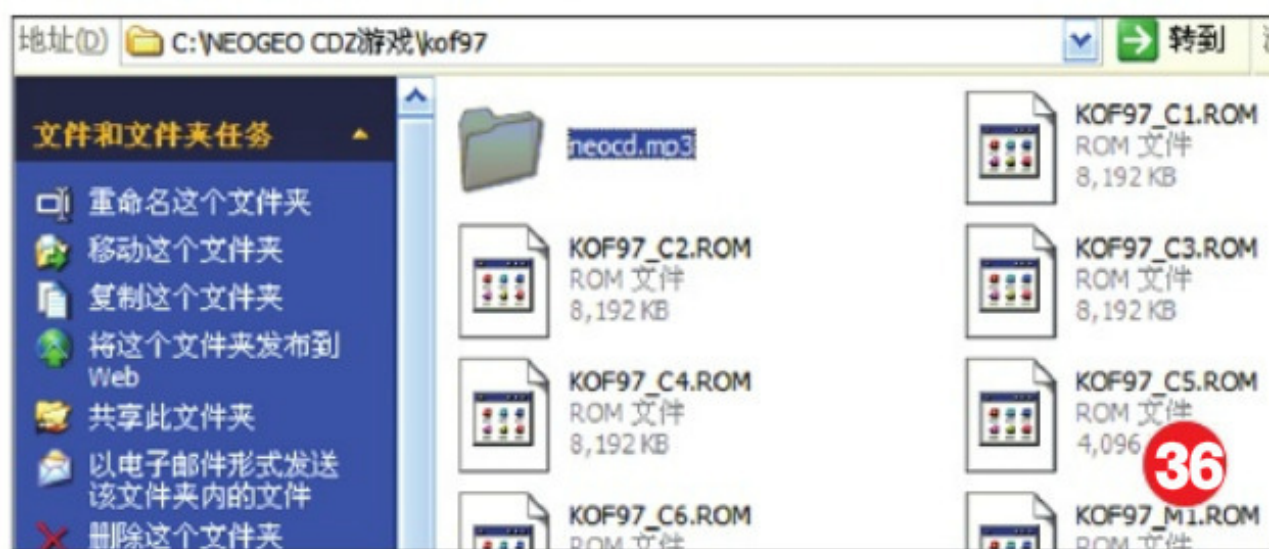 地址(D) C:\NEOGEO CDZ游戏\kof97 转到
文件和文件夹任务
重命名这个文件夹
移动这个文件夹
复制这个文件夹
将这个文件夹发布到
Web
共享此文件夹
以电子邮件形式发送
该文件夹内的文件
删除这个文件夹
neocd.mp3
KOF97_C1.ROM
ROM 文件
8,192 KB
KOF97_C2.ROM
ROM 文件
8,192 KB
KOF97_C3.ROM
ROM 文件
8,192 KB
KOF97_C4.ROM
ROM 文件
8,192 KB
KOF97_C5.ROM
ROM 文件
4,096
36
KOF97_C6.ROM
ROM 文件
KOF97_M1.ROM
ROM 文件